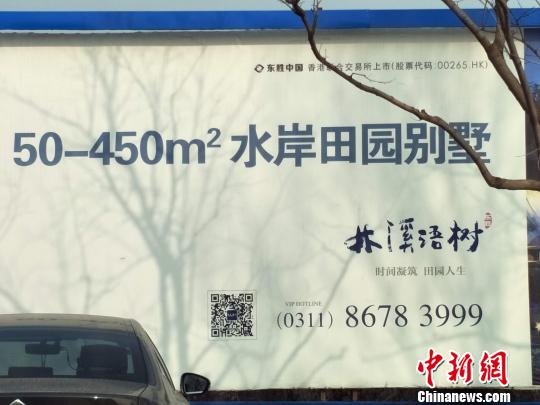 东胜中国 香港联合交易所上市(股票代码:00265.HK)
50-450m² 水岸田园别墅
林溪语树
时间凝筑 田园人生
VIP HOTLINE
(0311) 8678 3999
中新网
Chinanews.com